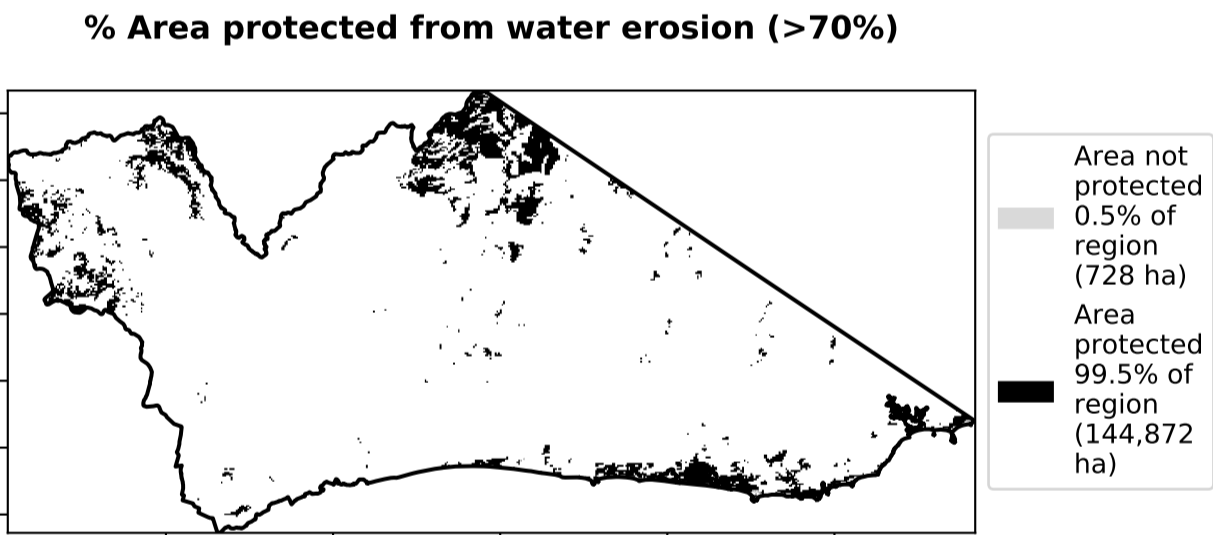 % Area protected from water erosion (>70%)
Area not
protected
0.5% of
region
(728 ha)
Area
protected
99.5% of
region
(144,872
ha)